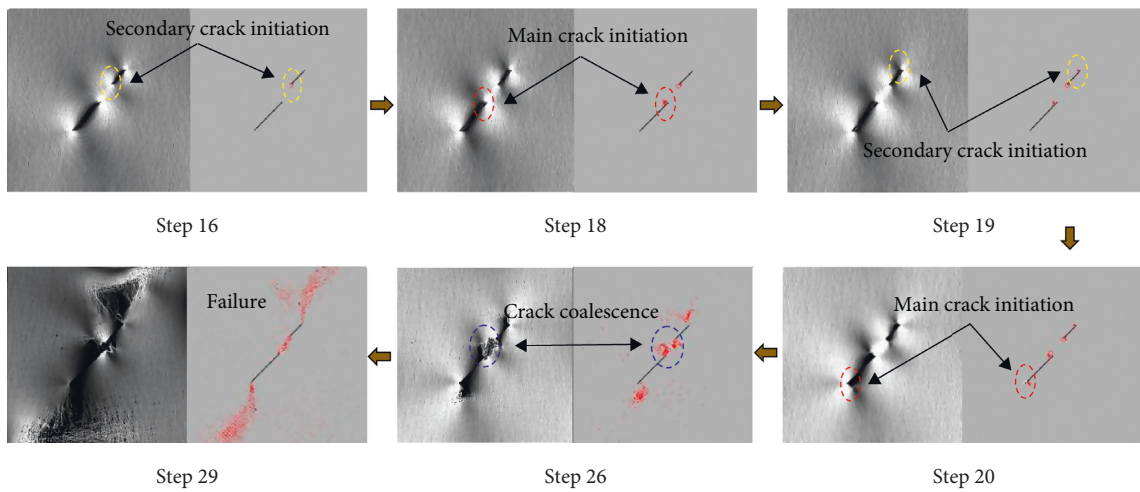 Secondary crack initiation
Main crack initiation
Secondary crack initiation
Step 16
Step 18
Step 19
Failure
Crack coalescence
Main crack initiation
Step 29
Step 26
Step 20